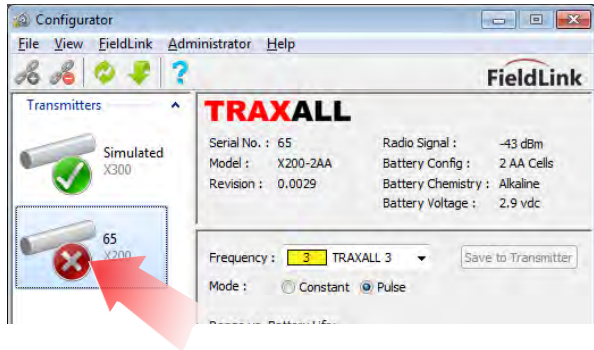 Configurator
File View FieldLink Administrator Help
FieldLink
Transmitters
Simulated
X300
65
X200
TRAXALL
Serial No. : 65 Radio Signal : -43 dBm
Model : X200-2AA Battery Config : 2 AA Cells
Revision : 0.0029 Battery Chemistry : Alkaline
Battery Voltage : 2.9 vdc
Frequency : 3 TRAXALL 3 Save to Transmitter
Mode : Constant Pulse